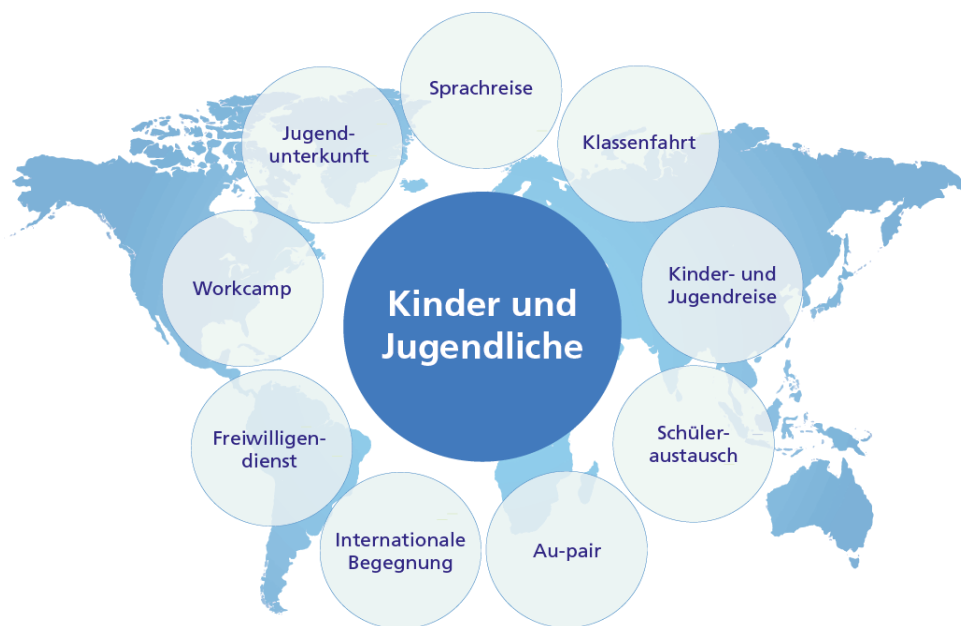 Sprachreise
Jugend-
unterkunft
Klassenfahrt
Workcamp
Kinder und
Jugendliche
Kinder- und
Jugendreise
Freiwilligen-
dienst
Schüler-
austausch
Internationale
Begegnung
Au-pair